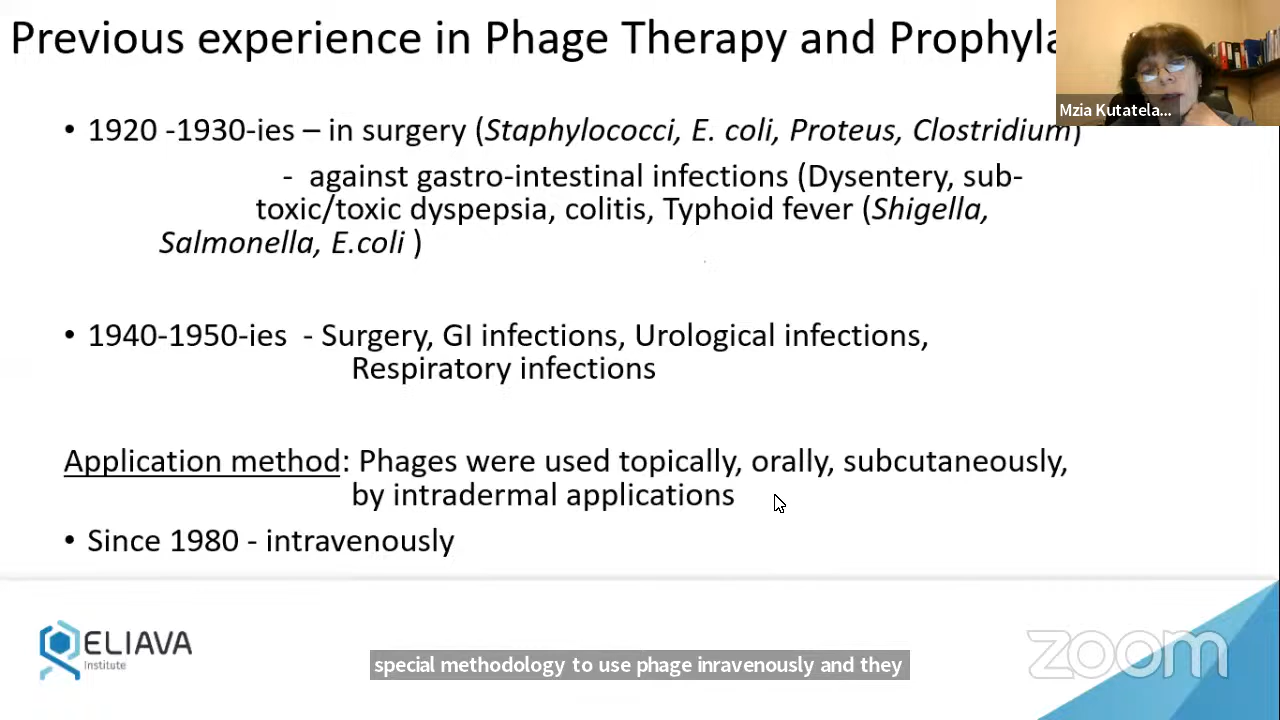 Previous experience in Phage Therapy and Prophyla
Mzia Kutatela...
• 1920 -1930-ies – in surgery (Staphylococci, E. coli, Proteus, Clostridium)
- against gastro-intestinal infections (Dysentery, sub-
toxic/toxic dyspepsia, colitis, Typhoid fever (Shigella,
Salmonella, E.coli )
• 1940-1950-ies - Surgery, GI infections, Urological infections,
Respiratory infections
Application method: Phages were used topically, orally, subcutaneously,
by intradermal applications
• Since 1980 - intravenously
ELIAVA
Institute
special methodology to use phage inravenously and they
zoom